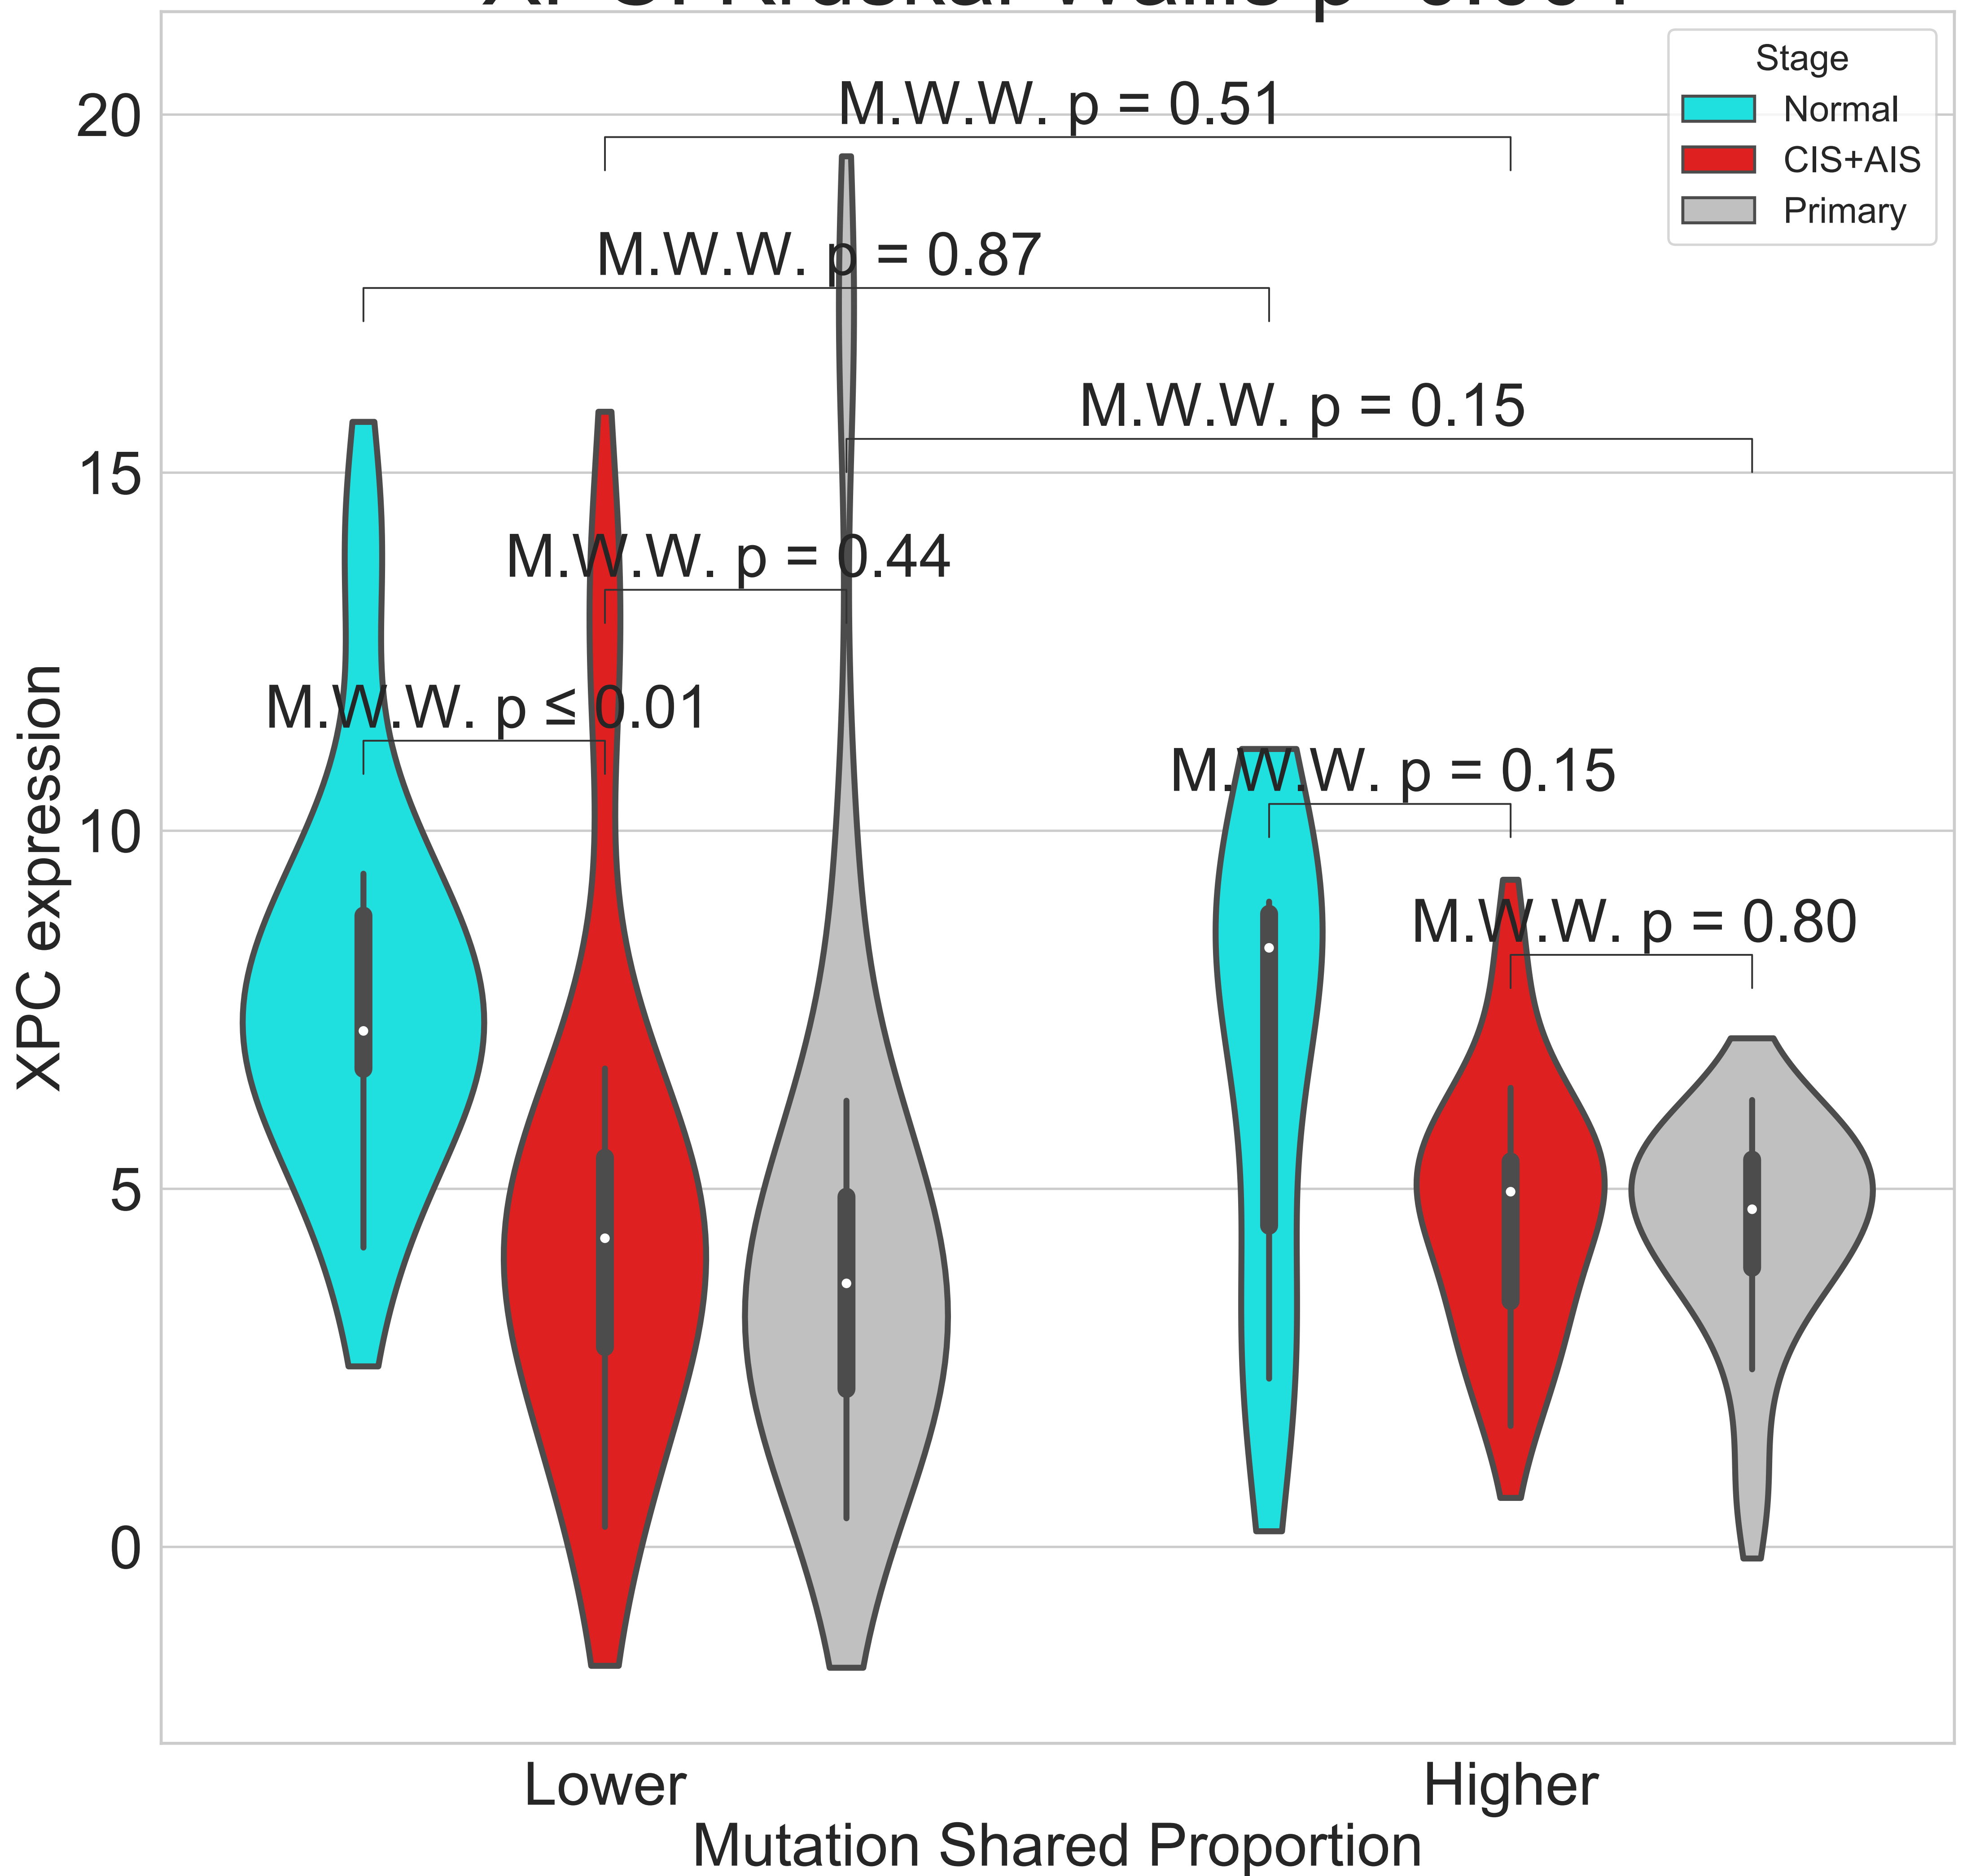 Stage
Normal
CIS+AIS
Primary
M.W.W. p = 0.51
M.W.W. p = 0.87
M.W.W. p = 0.15
M.W.W. p = 0.44
M.W.W. p ≤ 0.01
M.W.W. p = 0.15
M.W.W. p = 0.80
20
15
10
5
0
XPC expression
Lower
Higher
Mutation Shared Proportion